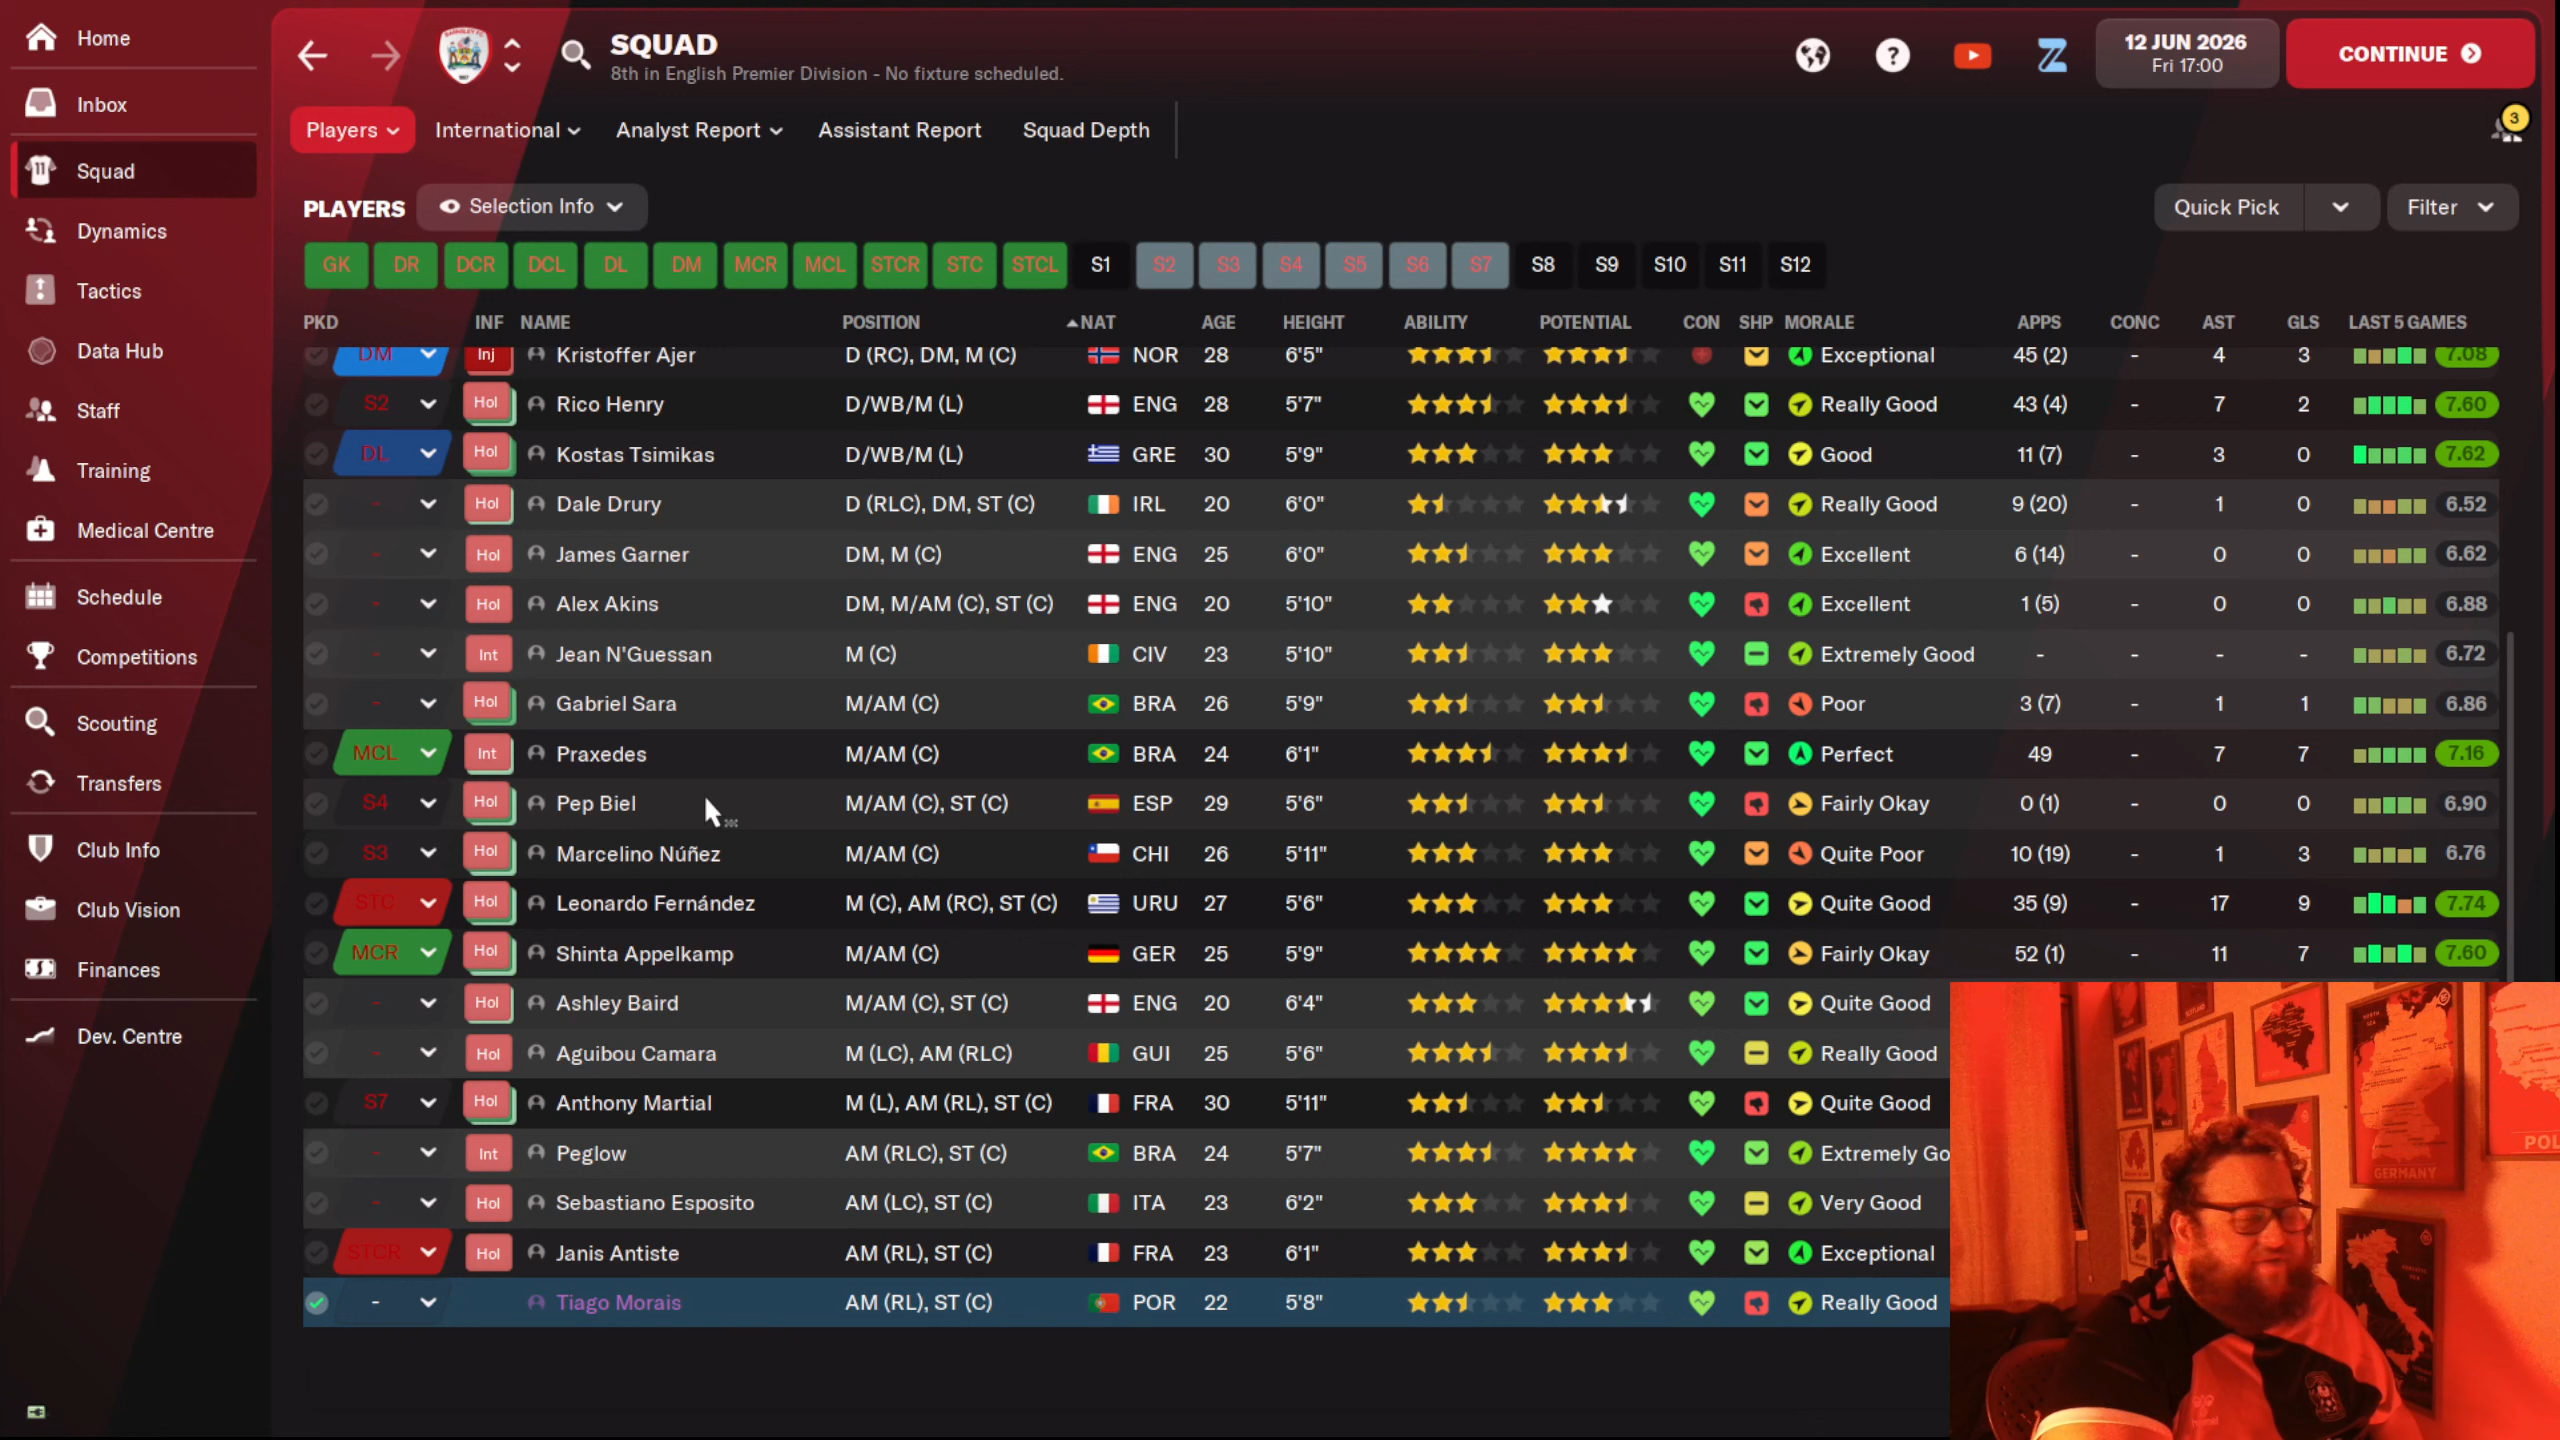 Home
Inbox
Squad
Dynamics
Tactics
Data Hub
Staff
Training
Medical Centre
Schedule
Competitions
Scouting
Transfers
Club Info
Club Vision
Finances
Dev. Centre
SQUAD
8th in English Premier Division - No fixture scheduled.
12 JUN 2026
Fri 17:00
CONTINUE
Players International Analyst Report Assistant Report Squad Depth
3
PLAYERS Selection Info Quick Pick Filter
GK DR DCR DCL DL DM MCR MCL STCR STC STCL S1 S2 S3 S4 S5 S6 S7 S8 S9 S10 S11 S12
PKD INF NAME POSITION NAT AGE HEIGHT ABILITY POTENTIAL CON SHP MORALE APPS CONC AST GLS LAST 5 GAMES
DM Inj Kristoffer Ajer D (RC), DM, M (C) NOR 28 6'5" Exceptional 45 (2) - 4 3 7.08
S2 Hol Rico Henry D/WB/M (L) ENG 28 5'7" Really Good 43 (4) - 7 2 7.60
DL Hol Kostas Tsimikas D/WB/M (L) GRE 30 5'9" Good 11 (7) - 3 0 7.62
- Hol Dale Drury D (RLC), DM, ST (C) IRL 20 6'0" Really Good 9 (20) - 1 0 6.52
- Hol James Garner DM, M (C) ENG 25 6'0" Excellent 6 (14) - 0 0 6.62
- Hol Alex Akins DM, M/AM (C), ST (C) ENG 20 5'10" Excellent 1 (5) - 0 0 6.88
- Int Jean N'Guessan M (C) CIV 23 5'10" Extremely Good - - - - 6.72
- Hol Gabriel Sara M/AM (C) BRA 26 5'9" Poor 3 (7) - 1 1 6.86
MCL Int Praxedes M/AM (C) BRA 24 6'1" Perfect 49 - 7 7 7.16
S4 Hol Pep Biel M/AM (C), ST (C) ESP 29 5'6" Fairly Okay 0 (1) - 0 0 6.90
S3 Hol Marcelino Núñez M/AM (C) CHI 26 5'11" Quite Poor 10 (19) - 1 3 6.76
STC Hol Leonardo Fernández M (C), AM (RC), ST (C) URU 27 5'6" Quite Good 35 (9) - 17 9 7.74
MCR Hol Shinta Appelkamp M/AM (C) GER 25 5'9" Fairly Okay 52 (1) - 11 7 7.60
- Hol Ashley Baird M/AM (C), ST (C) ENG 20 6'4" Quite Good
- Hol Aguibou Camara M (LC), AM (RLC) GUI 25 5'6" Really Good
S7 Hol Anthony Martial M (L), AM (RL), ST (C) FRA 30 5'11" Quite Good
- Int Peglow AM (RLC), ST (C) BRA 24 5'7" Extremely Go
- Hol Sebastiano Esposito AM (LC), ST (C) ITA 23 6'2" Very Good
STCR Hol Janis Antiste AM (RL), ST (C) FRA 23 6'1" Exceptional
- Tiago Morais AM (RL), ST (C) POR 22 5'8" Really Good
GERMANY
POL